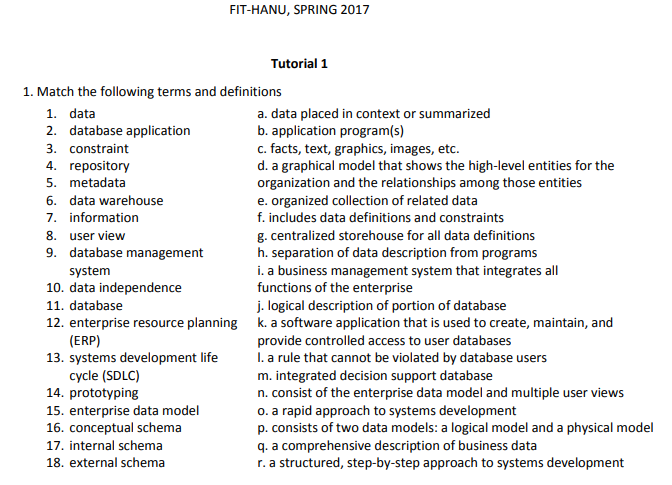 FIT-HANU, SPRING 2017
Tutorial 1
1. Match the following terms and definitions
1. data
2. database application
3. constraint
4. repository
5. metadata
6. data warehouse
7. information
8. user view
9. database management
system
10. data independence
11. database
12. enterprise resource planning
(ERP)
13. systems development life
cycle (SDLC)
14. prototyping
15. enterprise data model
16. conceptual schema
17. internal schema
18. external schema
a. data placed in context or summarized
b. application program(s)
c. facts, text, graphics, images, etc.
d. a graphical model that shows the high-level entities for the
organization and the relationships among those entities
e. organized collection of related data
f. includes data definitions and constraints
g. centralized storehouse for all data definitions
h. separation of data description from programs
i. a business management system that integrates all
functions of the enterprise
j. logical description of portion of database
k. a software application that is used to create, maintain, and
provide controlled access to user databases
l. a rule that cannot be violated by database users
m. integrated decision support database
n. consist of the enterprise data model and multiple user views
o. a rapid approach to systems development
p. consists of two data models: a logical model and a physical model
q. a comprehensive description of business data
r. a structured, step-by-step approach to systems development